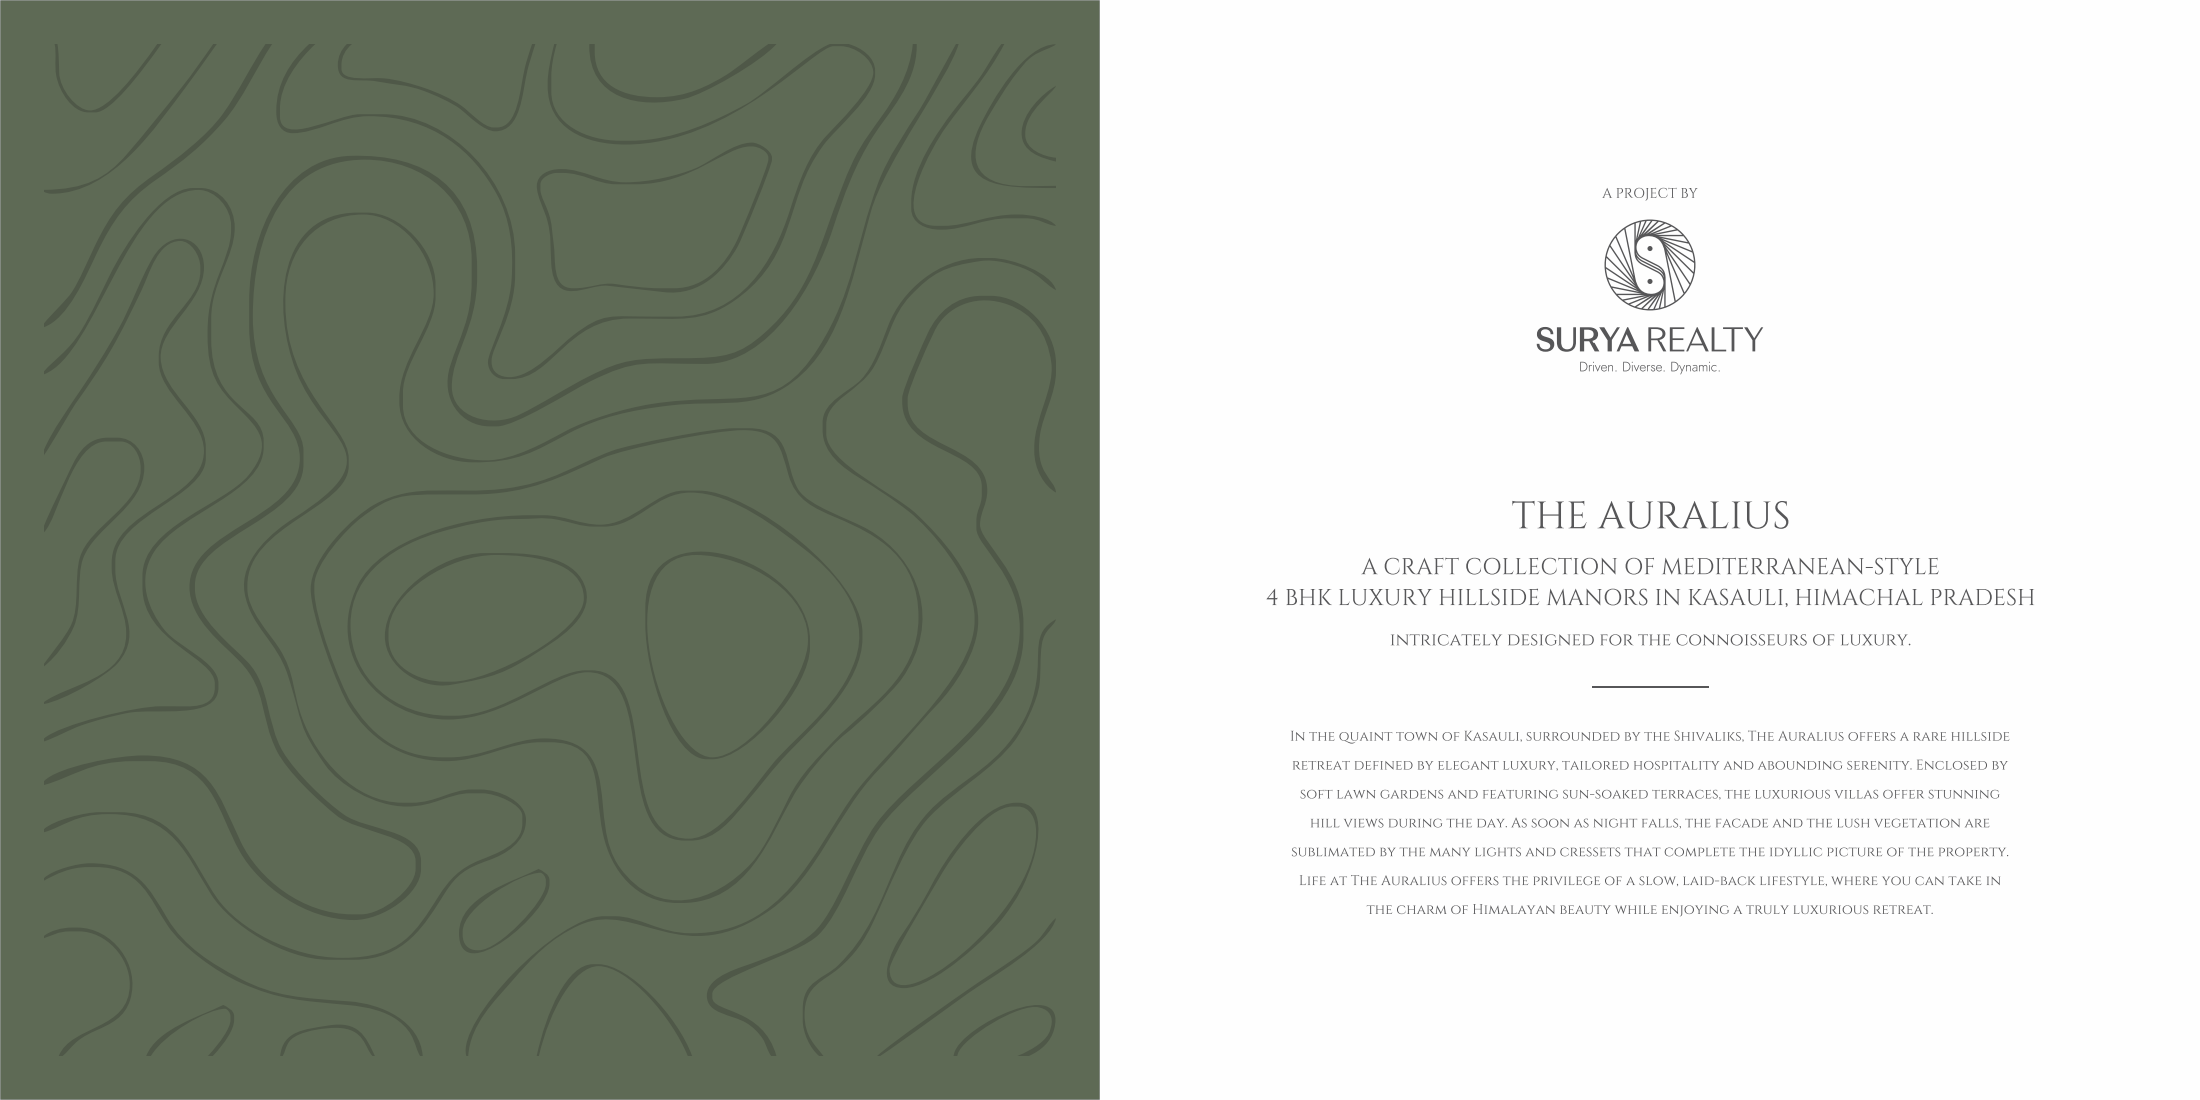 A PROJECT BY
SURYA REALTY
Driven. Diverse. Dynamic.
THE AURALIUS
A CRAFT COLLECTION OF MEDITERRANEAN-STYLE
4 BHK LUXURY HILLSIDE MANORS IN KASAULI, HIMACHAL PRADESH
INTRICATELY DESIGNED FOR THE CONNOISSEURS OF LUXURY.
In the quaint town of Kasauli, surrounded by the Shivaliks, The Auralius offers a rare hillside
retreat defined by elegant luxury, tailored hospitality and abounding serenity. Enclosed by
soft lawn gardens and featuring sun-soaked terraces, the luxurious villas offer stunning
hill views during the day. As soon as night falls, the facade and the lush vegetation are
sublimated by the many lights and cressets that complete the idyllic picture of the property.
Life at The Auralius offers the privilege of a slow, laid-back lifestyle, where you can take in
the charm of Himalayan beauty while enjoying a truly luxurious retreat.